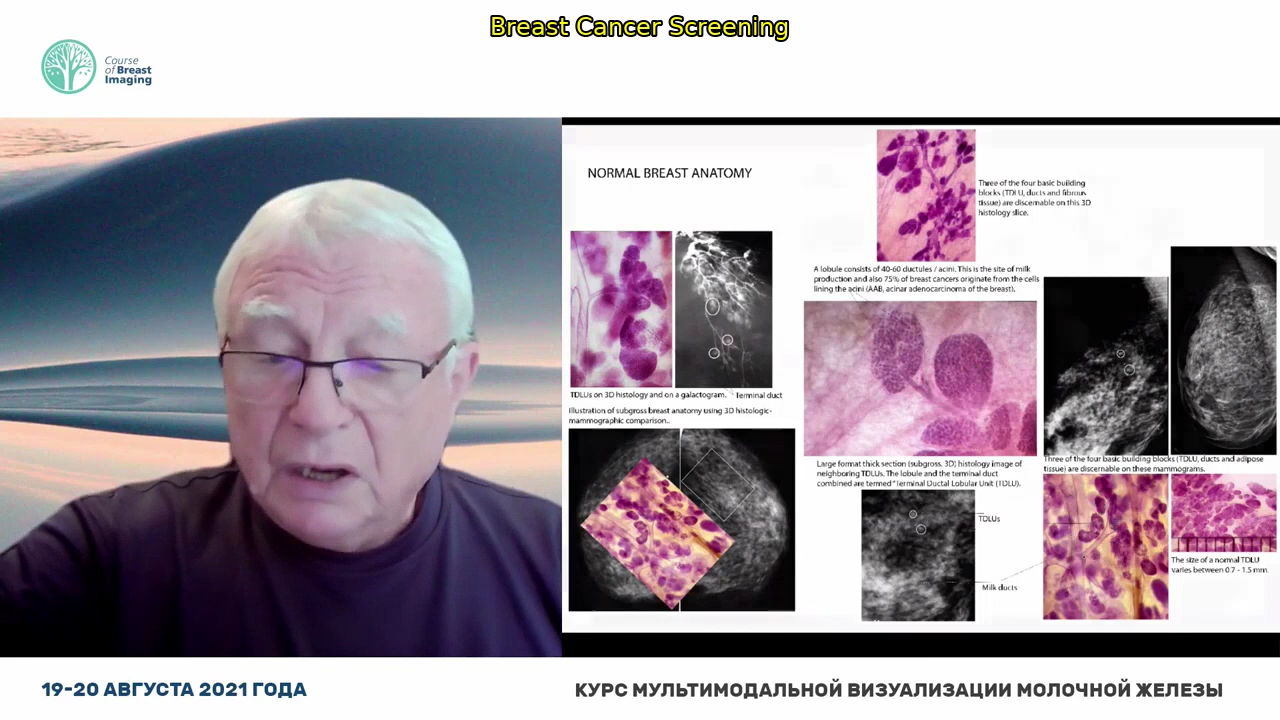 Breast Cancer Screening
Course
of Breast
Imaging
NORMAL BREAST ANATOMY
Three of the four basic building
blocks (TDLU, ducts and fibrous
tissue) are discernable on this 3D
histology slice.
A lobule consists of 40-60 ductules / acini. This is the site of milk
production and also 75% of breast cancers originate from the cells
lining the acini (AAB, acinar adenocarcinoma of the breast).
TDLUs on 3D histology and on a galactogram.
Terminal duct
Illustration of subgross breast anatomy using 3D histologic-
mammographic comparison..
Large format thick section (subgross, 3D) histology image of
neighboring TDLUs. The lobule and the terminal duct
combined are termed "Terminal Ductal Lobular Unit (TDLU).
Three of the four basic building blocks (TDLU, ducts and adipose
tissue) are discernable on these mammograms.
TDLUs
Milk ducts
The size of a normal TDLU
varies between 0.7 - 1.5 mm.
19-20 АВГУСТА 2021 ГОДА
КУРС МУЛЬТИМОДАЛЬНОЙ ВИЗУАЛИЗАЦИИ МОЛОЧНОЙ ЖЕЛЕЗЫ